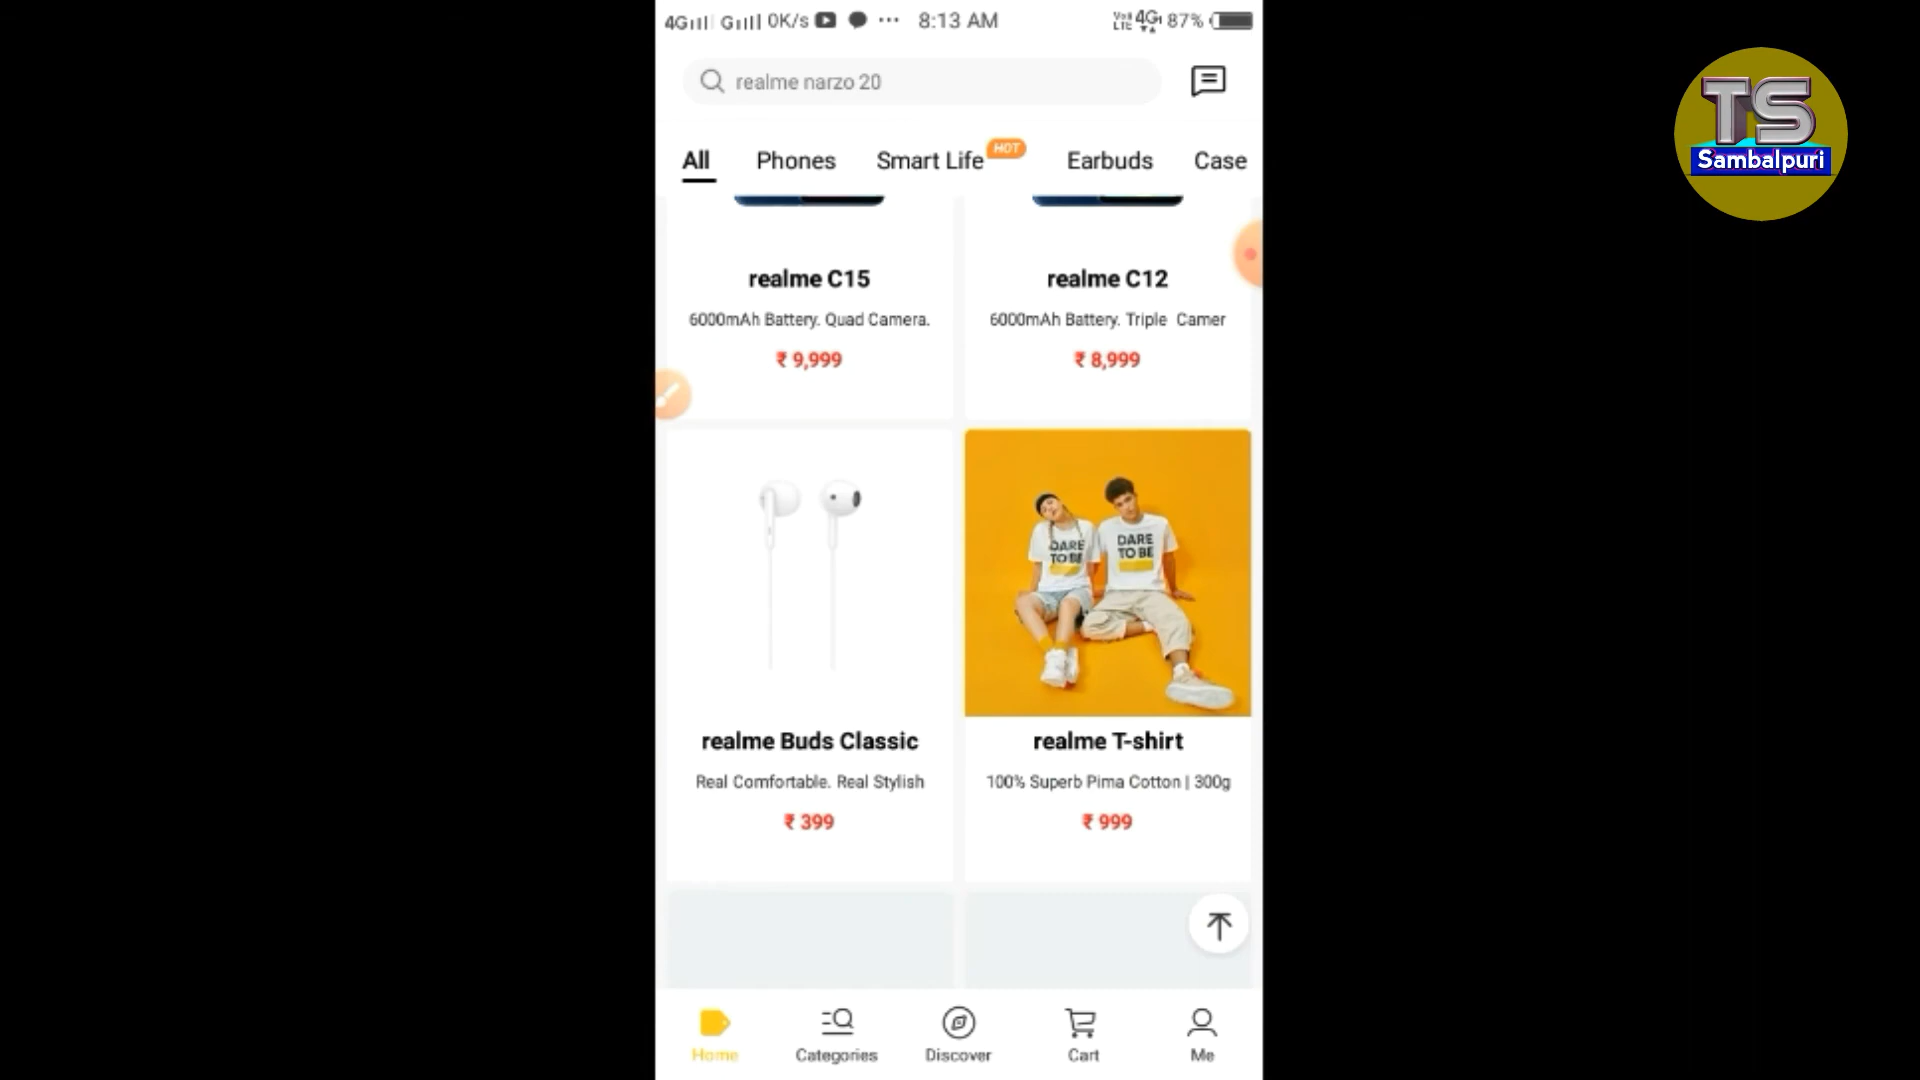 4G G 0K/s ... 8:13 AM VoLTE 4G 87%
realme narzo 20
All Phones Smart Life HOT Earbuds Case
realme C15
6000mAh Battery. Quad Camera.
₹ 9,999
realme C12
6000mAh Battery. Triple Camer
₹ 8,999
DARE
TO BE
DARE
TO BE
realme Buds Classic
Real Comfortable. Real Stylish
₹ 399
realme T-shirt
100% Superb Pima Cotton | 300g
₹ 999
Home Categories Discover Cart Me
TS
Sambalpuri